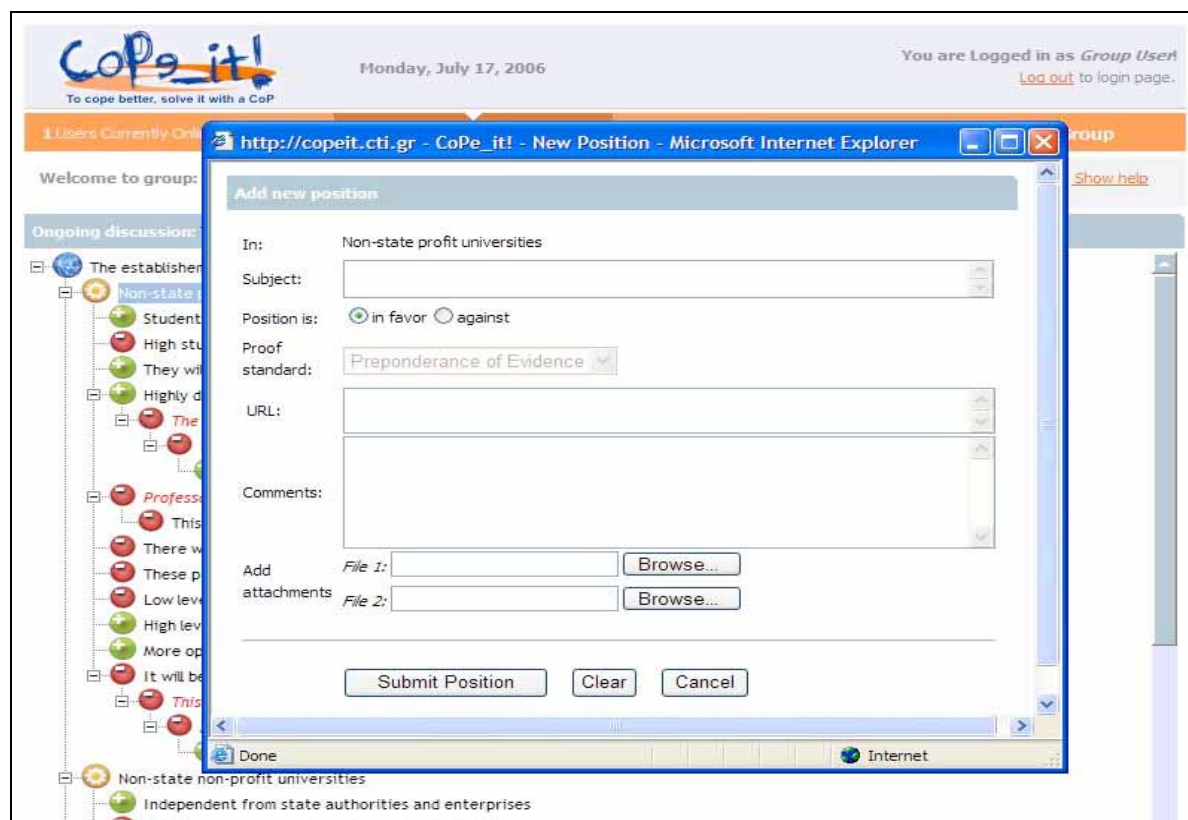 CoPe_it!
To cope better, solve it with a CoP
Monday, July 17, 2006
You are Logged in as Group User!
Log out to login page.
1 Users Currently Onli
Group
Welcome to group:
Show help
Ongoing discussion:
The establishe
Non-state p
Student
High stu
They wil
Highly d
The
Profess
This
There w
These p
Low leve
High lev
More op
It will be
This
Non-state non-profit universities
Independent from state authorities and enterprises
http://copeit.cti.gr - CoPe_it! - New Position - Microsoft Internet Explorer
Add new position
In: Non-state profit universities
Subject:
Position is: in favor against
Proof
standard: Preponderance of Evidence
URL:
Comments:
Add
attachments
File 1: Browse...
File 2: Browse...
Submit Position Clear Cancel
Done Internet